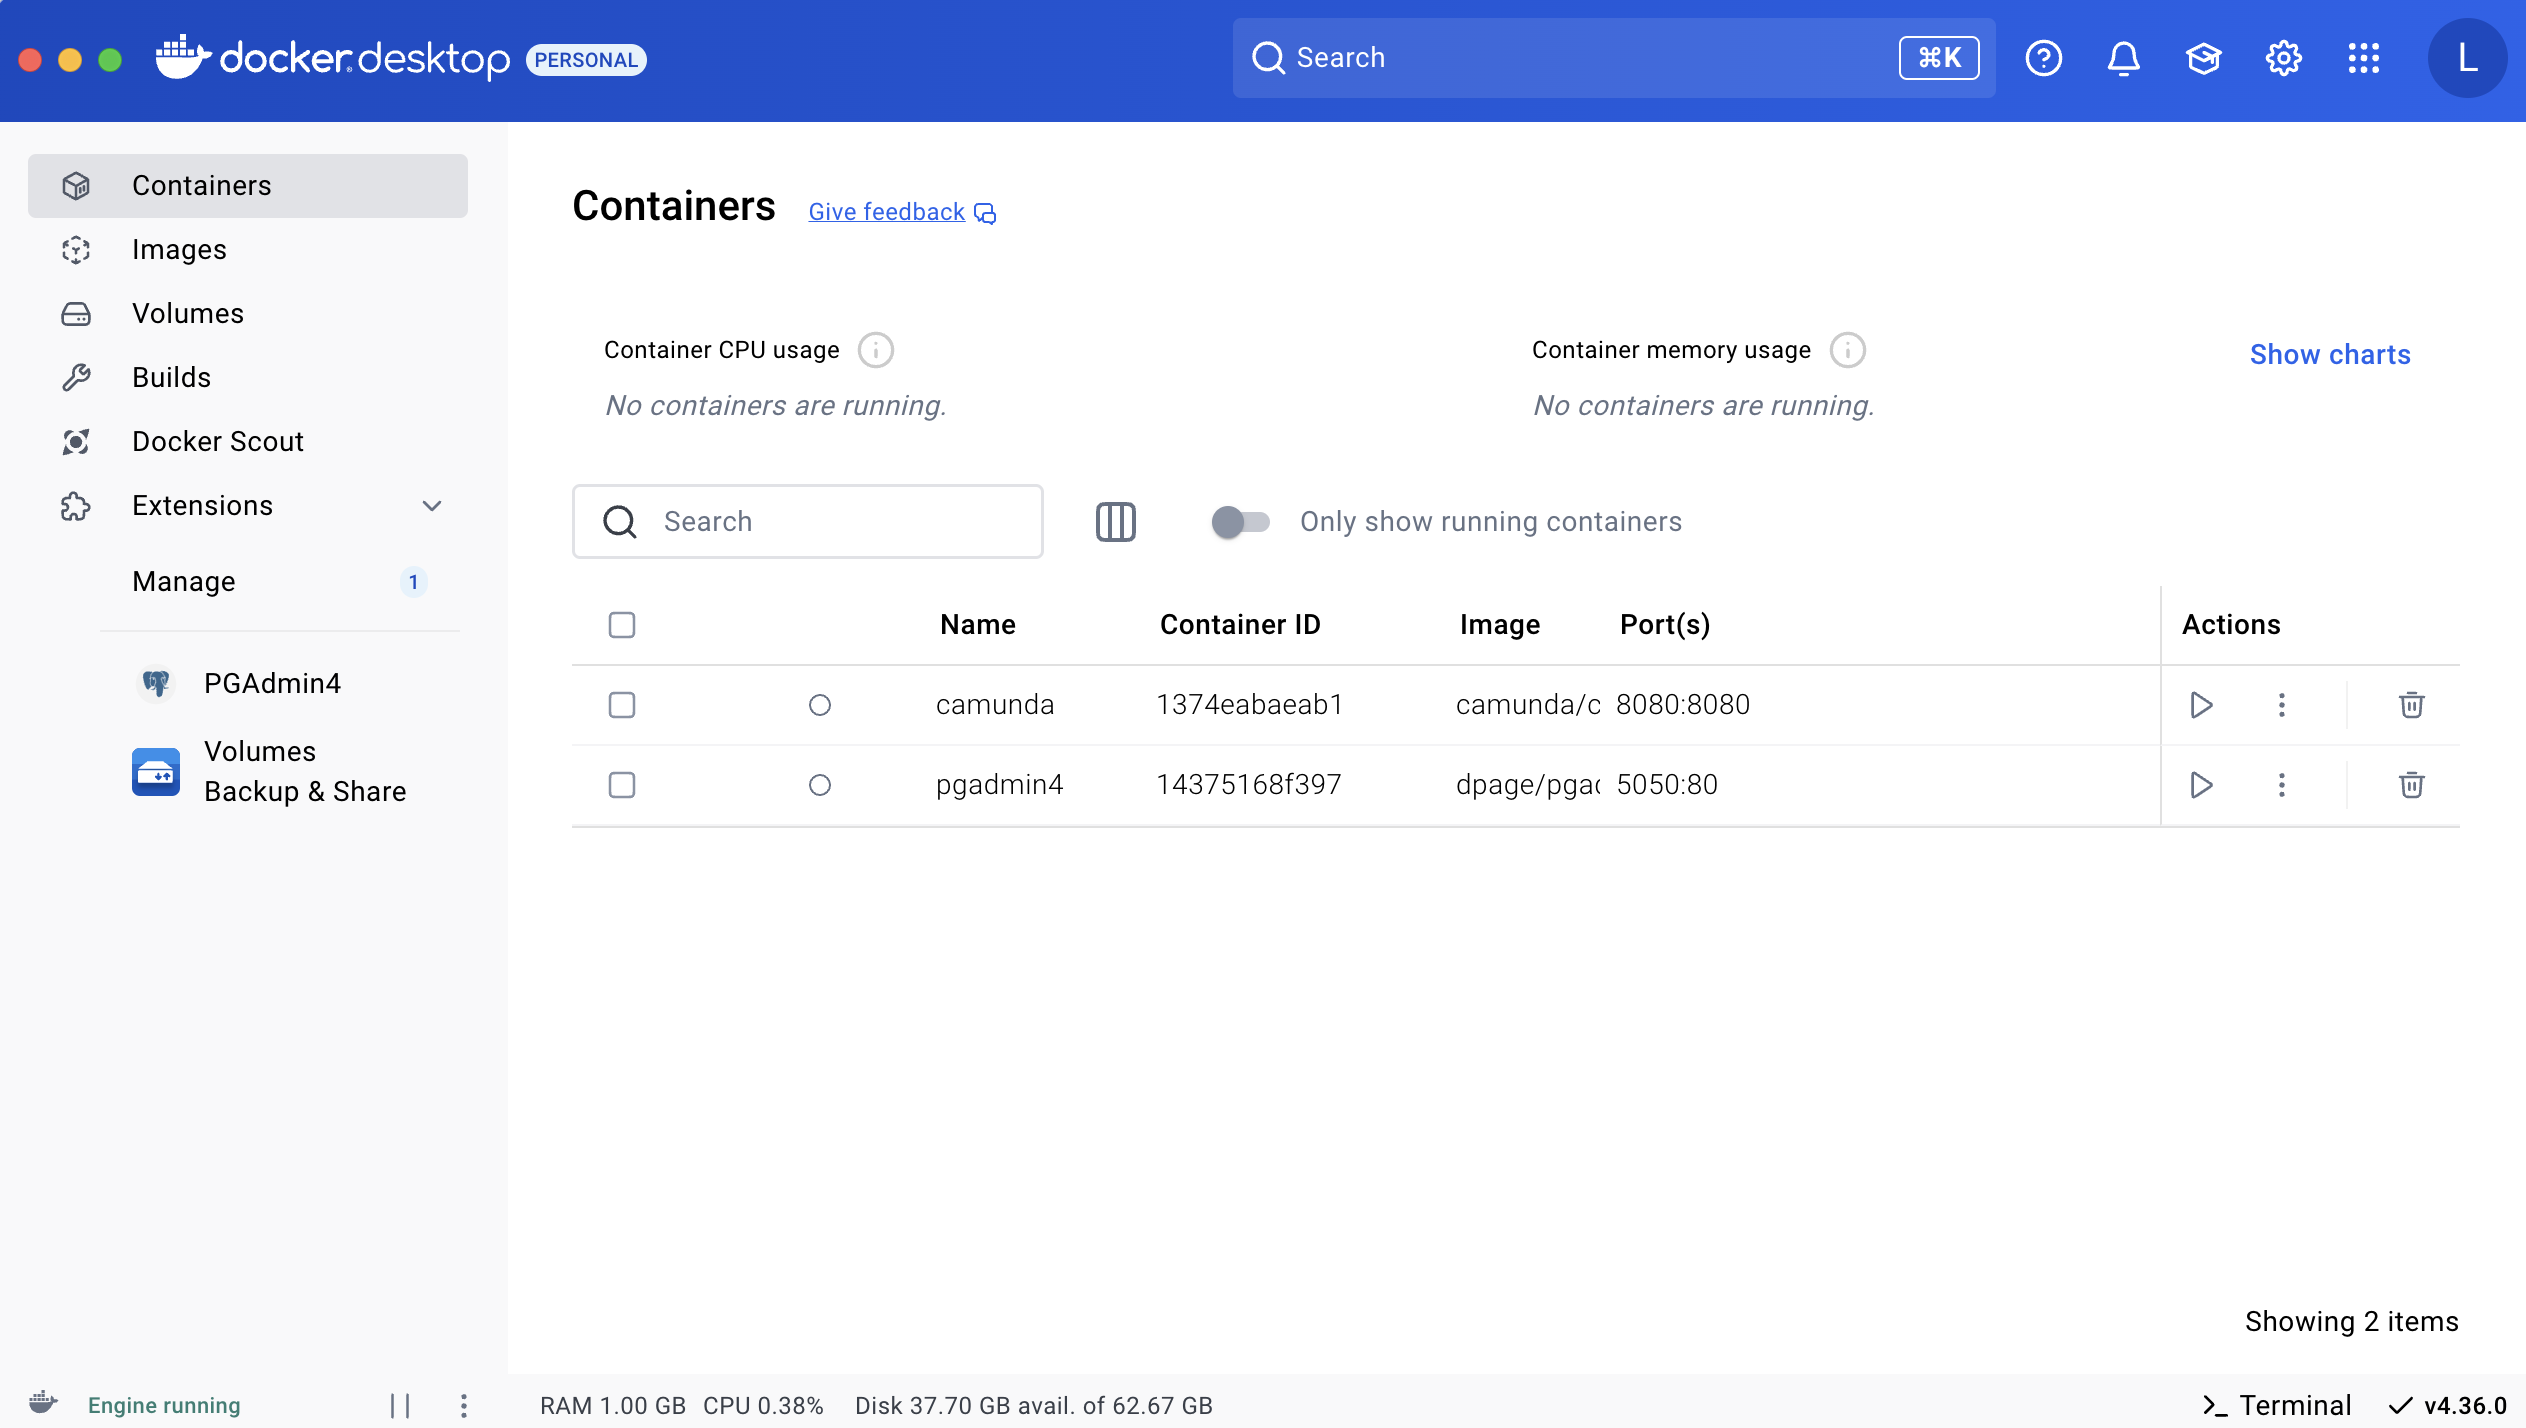 docker desktop PERSONAL
Search ⌘K
L
Containers
Images
Volumes
Builds
Docker Scout
Extensions
Manage 1
PGAdmin4
Volumes
Backup & Share
Containers Give feedback
Container CPU usage
No containers are running.
Container memory usage
No containers are running.
Show charts
Search
Only show running containers
Name Container ID Image Port(s) Actions
camunda 1374eabaeab1 camunda/c 8080:8080
pgadmin4 14375168f397 dpage/pgad 5050:80
Showing 2 items
Engine running
RAM 1.00 GB CPU 0.38% Disk 37.70 GB avail. of 62.67 GB
Terminal v4.36.0